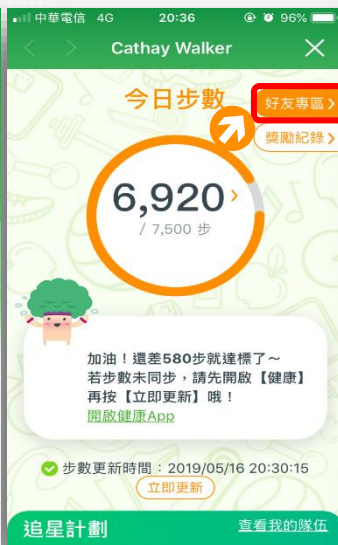 中華電信 4G 20:36 96%
Cathay Walker
今日步數
好友專區
獎勵紀錄
6,920
/ 7,500 步
加油！還差580步就達標了～
若步數未同步，請先開啟【健康】
再按【立即更新】哦！
開啟健康App
步數更新時間：2019/05/16 20:30:15
立即更新
追星計劃
查看我的隊伍